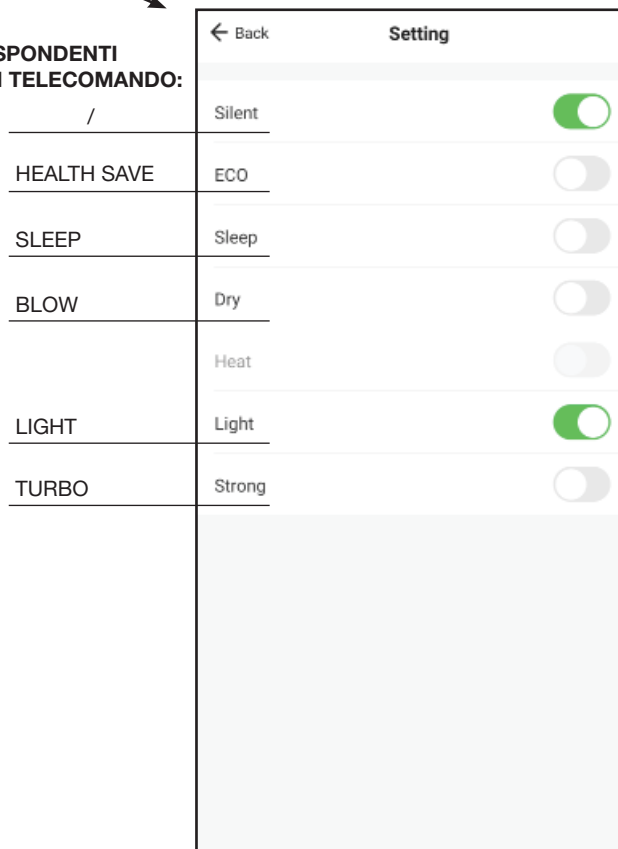 ← Back Setting
SPONDENTI
TELECOMANDO:
/ Silent
HEALTH SAVE ECO
SLEEP Sleep
BLOW Dry
Heat
LIGHT Light
TURBO Strong